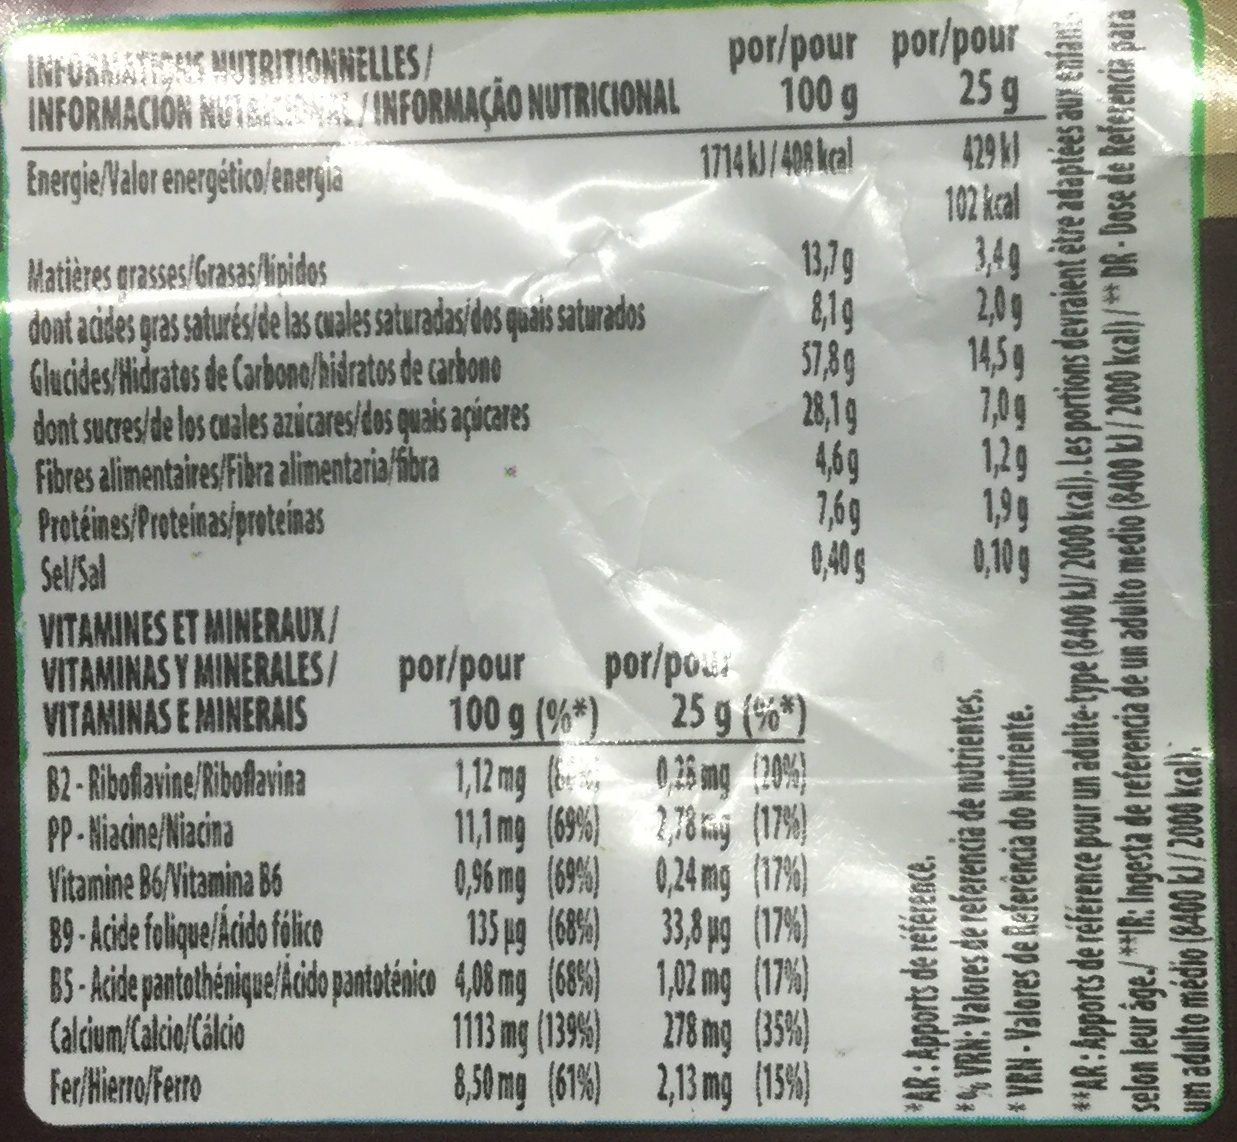 INFORMATIONS NUTRITIONNELLES /
INFORMACIÓN NUTRICIONAL / INFORMAÇÃO NUTRICIONAL
por/pour 100 g por/pour 25 g
Energie/Valor energético/energia 1714 kJ / 408 kcal 429 kJ
102 kcal
Matières grasses/Grasas/lípidos 13,7 g 3,4 g
dont acides gras saturés/de las cuales saturadas/dos quais saturados 8,1 g 2,0 g
Glucides/Hidratos de Carbono/hidratos de carbono 57,8 g 14,5 g
dont sucres/de los cuales azúcares/dos quais açúcares 28,1 g 7,0 g
Fibres alimentaires/Fibra alimentaria/fibra 4,6 g 1,2 g
Protéines/Proteínas/proteínas 7,6 g 1,9 g
Sel/Sal 0,40 g 0,10 g
VITAMINES ET MINERAUX/
VITAMINAS Y MINERALES/ por/pour por/pour
VITAMINAS E MINERAIS 100 g (%*) 25 g (%*)
B2 - Riboflavine/Riboflavina 1,12 mg 0,28 mg (20%)
PP - Niacine/Niacina 11,1 mg (69%) 2,78 mg (17%)
Vitamine B6/Vitamina B6 0,96 mg (69%) 0,24 mg (17%)
B9 - Acide folique/Ácido fólico 135 µg (68%) 33,8 µg (17%)
B5 - Acide pantothénique/Ácido pantoténico 4,08 mg (68%) 1,02 mg (17%)
Calcium/Calcio/Cálcio 1113 mg (139%) 278 mg (35%)
Fer/Hierro/Ferro 8,50 mg (61%) 2,13 mg (15%)
*AR : Apports de référence.
*% VRN: Valores de referencia de nutrientes.
* VRN - Valores de Referência do Nutriente.
**AR : Apports de référence pour un adulte-type (8400 kJ/ 2000 kcal). Les portions devraient être adaptées aux enfants
selon leur âge./ **IR: Ingesta de referencia de un adulto medio (8400 kJ / 2000 kcal) / ** DR - Dose de Referência para
um adulto médio (8400 kJ / 2000 kcal).